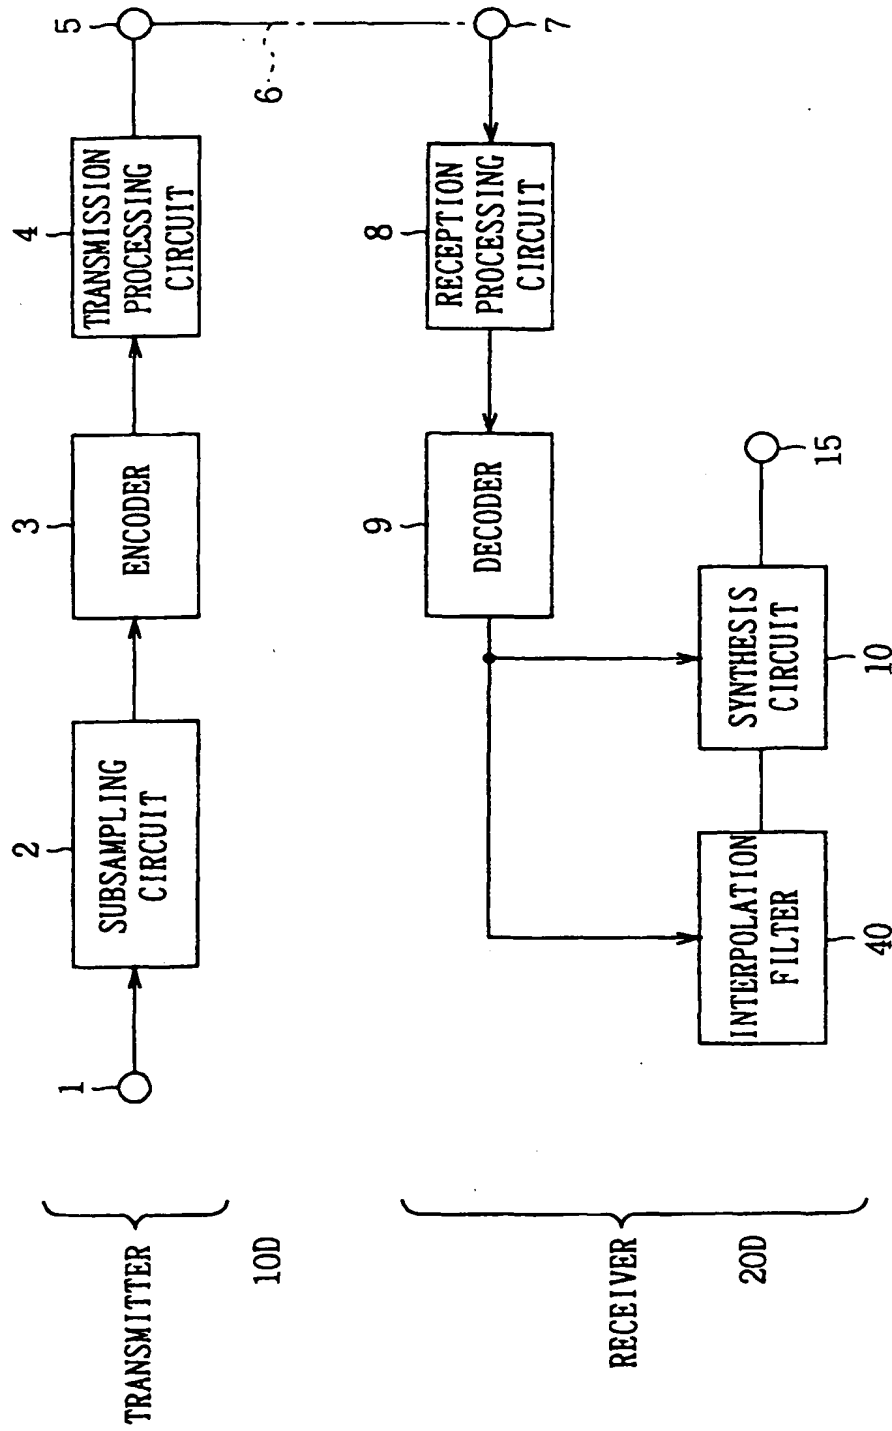 TRANSMITTER
10D
1
2
SUBSAMPLING
CIRCUIT
3
ENCODER
4
TRANSMISSION
PROCESSING
CIRCUIT
5
6
7
8
RECEPTION
PROCESSING
CIRCUIT
9
DECODER
RECEIVER
20D
INTERPOLATION
FILTER
40
SYNTHESIS
CIRCUIT
10
15